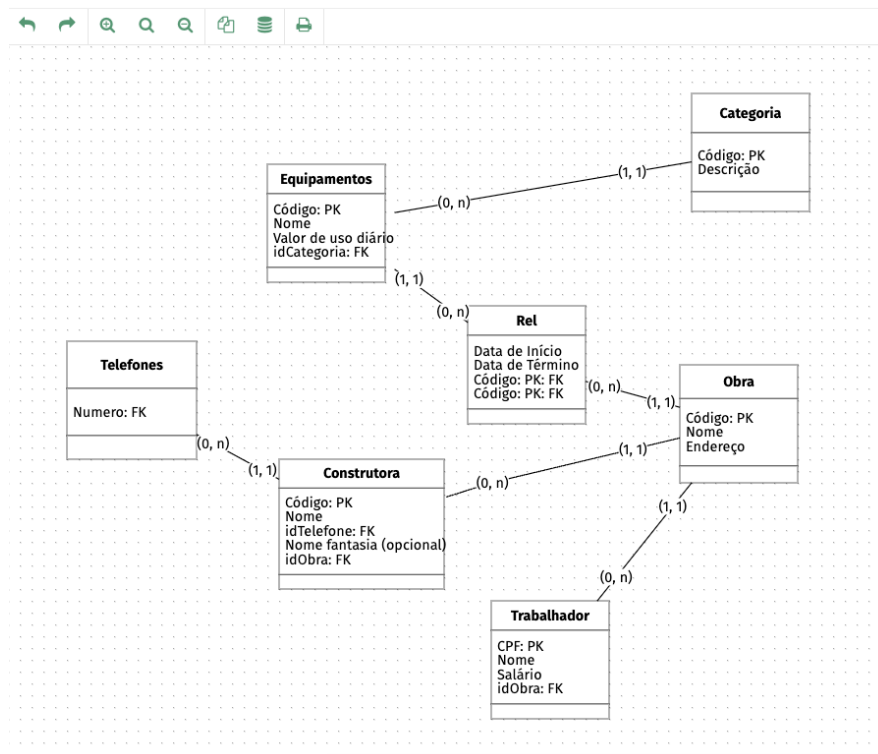 Categoria
Código: PK
Descrição
(1, 1)
(0, n)
Equipamentos
Código: PK
Nome
Valor de uso diário
idCategoria: FK
(1, 1)
(0, n)
Rel
Data de Início
Data de Término
Código: PK: FK
Código: PK: FK
(0, n)
(1, 1)
Telefones
Numero: FK
(0, n)
(1, 1)
Obra
Código: PK
Nome
Endereço
(1, 1)
(0, n)
Construtora
Código: PK
Nome
idTelefone: FK
Nome fantasia (opcional)
idObra: FK
(1, 1)
(0, n)
Trabalhador
CPF: PK
Nome
Salário
idObra: FK